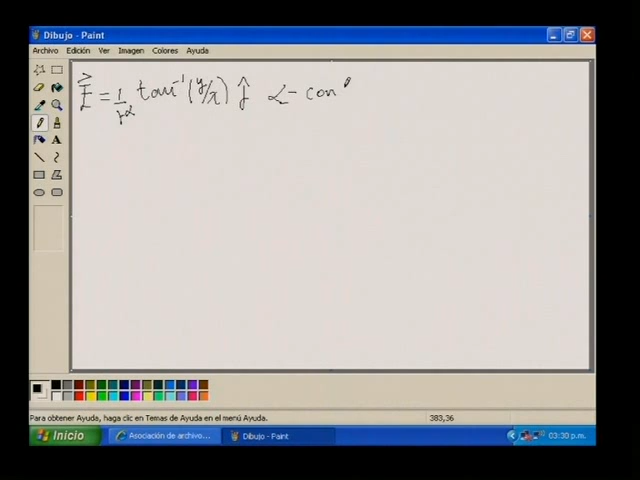 Dibujo - Paint
Archivo Edición Ver Imagen Colores Ayuda
= 1/r^α tan⁻¹ (y/x) α - con
A
Para obtener Ayuda, haga clic en Temas de Ayuda en el menú Ayuda. 383,36
Inicio Asociación de archivo... Dibujo - Paint 03:30 p.m.